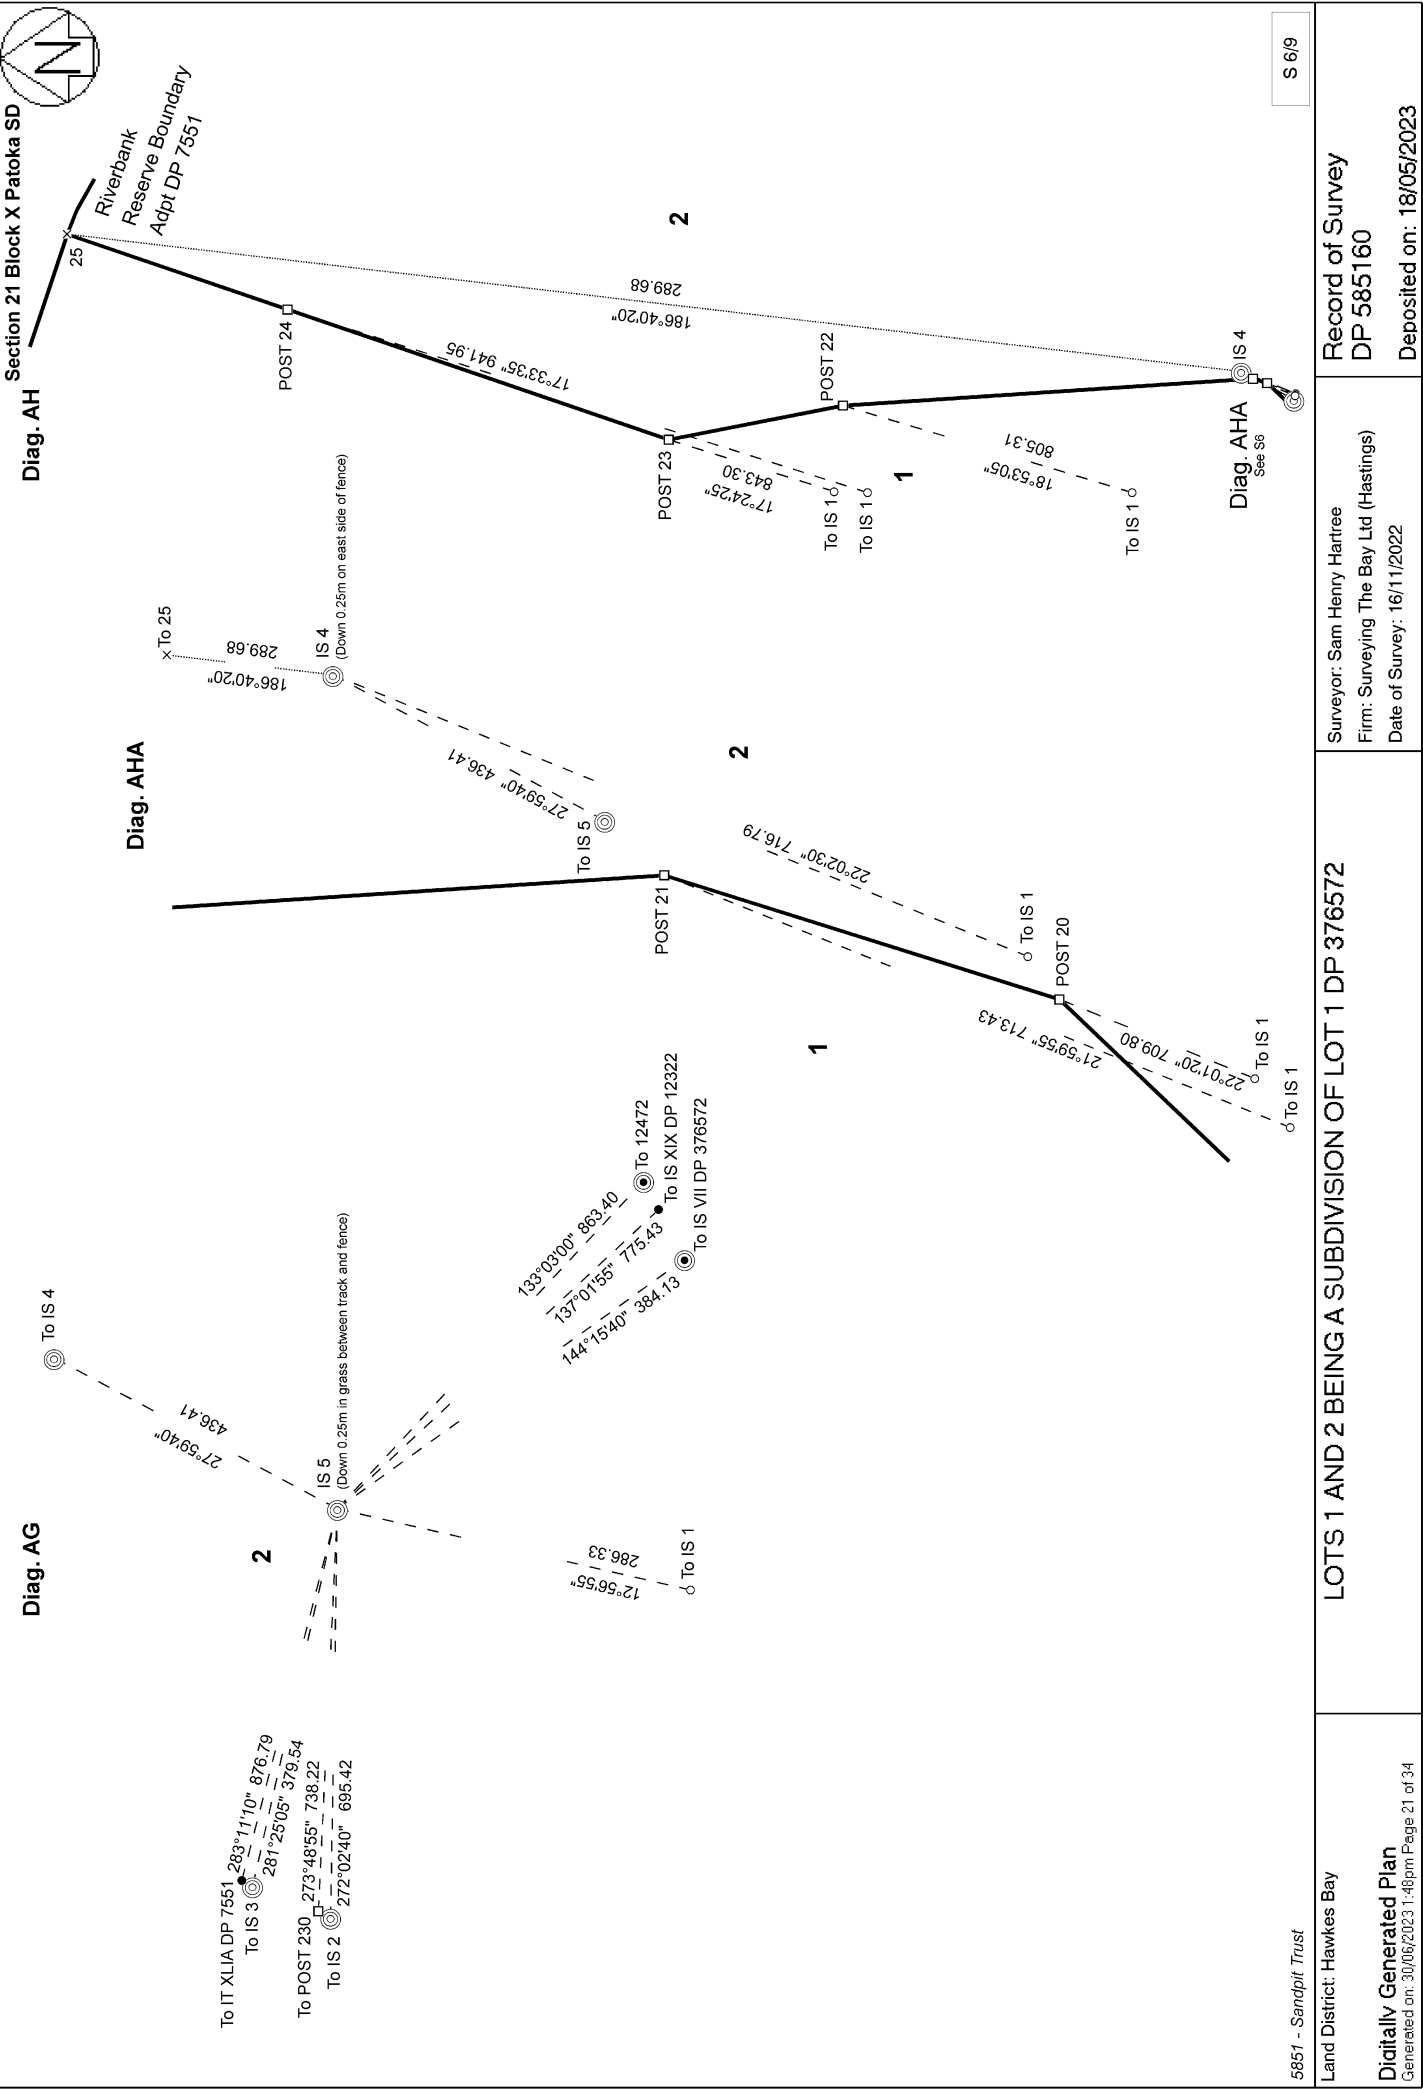 Diag. AG
To IS 4
436.41
27°59'40"
IS 5
(Down 0.25m in grass between track and fence)
2
286.33
12°56'55"
To IS 1
To IT XLIA DP 7551
283°11'10" 876.79
To IS 3
281°25'05" 379.54
To POST 230
273°48'55" 738.22
To IS 2
272°02'40" 695.42
133°03'00" 863.40
To 12472
137°01'55" 775.43
To IS XIX DP 12322
144°15'40" 384.13
To IS VII DP 376572
Diag. AHA
To 25
289.68
186°40'20"
IS 4
(Down 0.25m on east side of fence)
27°59'40" 436.41
To IS 5
POST 21
2
22°02'30" 716.79
To IS 1
1
POST 20
21°59'55" 713.43
22°01'20" 709.80
To IS 1
To IS 1
Diag. AH
Section 21 Block X Patoka SD
N
25
Riverbank
Reserve Boundary
Adpt DP 7551
POST 24
17°33'35" 941.95
289.68
186°40'20"
2
POST 23
843.30
17°24'25"
To IS 1
To IS 1
POST 22
1
805.31
18°53'05"
To IS 1
Diag. AHA
See S6
IS 4
S 6/9
5851 - Sandpit Trust
Land District: Hawkes Bay
Digitally Generated Plan
Generated on: 30/06/2023 1:48pm Page 21 of 34
LOTS 1 AND 2 BEING A SUBDIVISION OF LOT 1 DP 376572
Surveyor: Sam Henry Hartree
Firm: Surveying The Bay Ltd (Hastings)
Date of Survey: 16/11/2022
Record of Survey
DP 585160
Deposited on: 18/05/2023